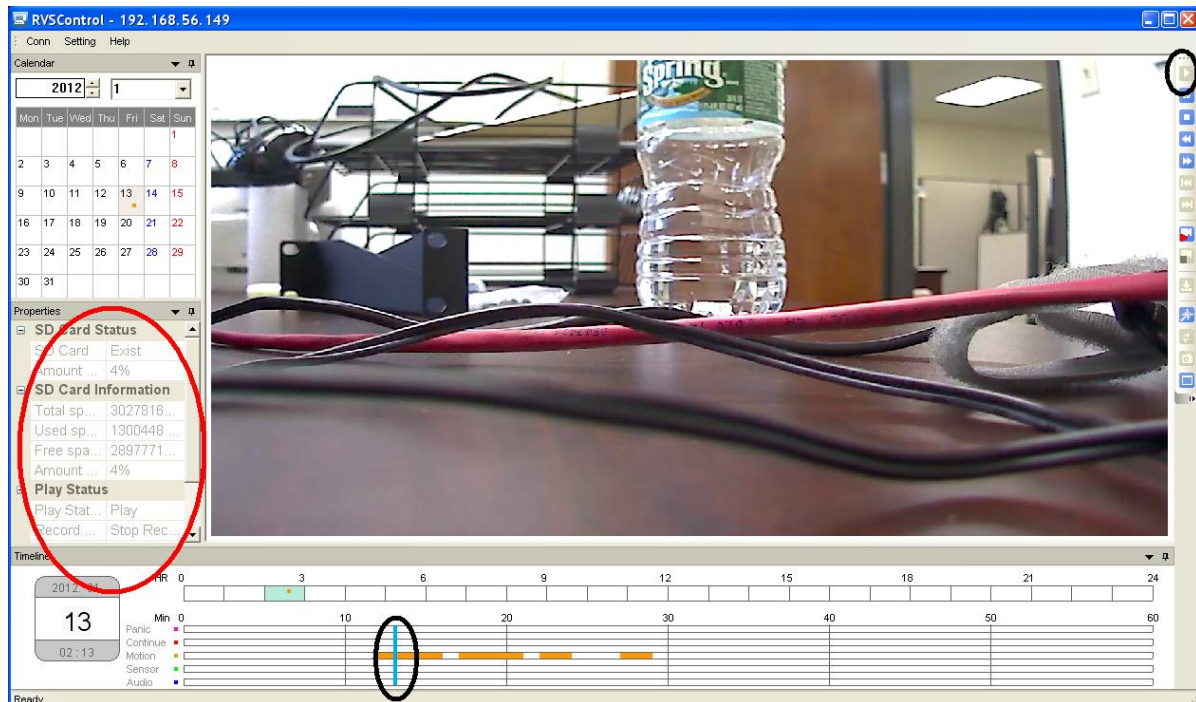 RVSControl - 192.168.56.149
Conn Setting Help
Calendar
2012 1
Mon Tue Wed Thu Fri Sat Sun
1
2 3 4 5 6 7 8
9 10 11 12 13 14 15
16 17 18 19 20 21 22
23 24 25 26 27 28 29
30 31
Spring
Properties
SD Card Status
SD Card Exist
Amount ... 4%
SD Card Information
Total sp... 3027816...
Used sp... 1300448 ...
Free spa... 2897771...
Amount ... 4%
Play Status
Play Stat... Play
Record ... Stop Rec...
Timeline
2012. 01
13
02:13
HR 0 3 6 9 12 15 18 21 24
Min 0 10 20 30 40 50 60
Panic
Continue
Motion
Sensor
Audio
Ready